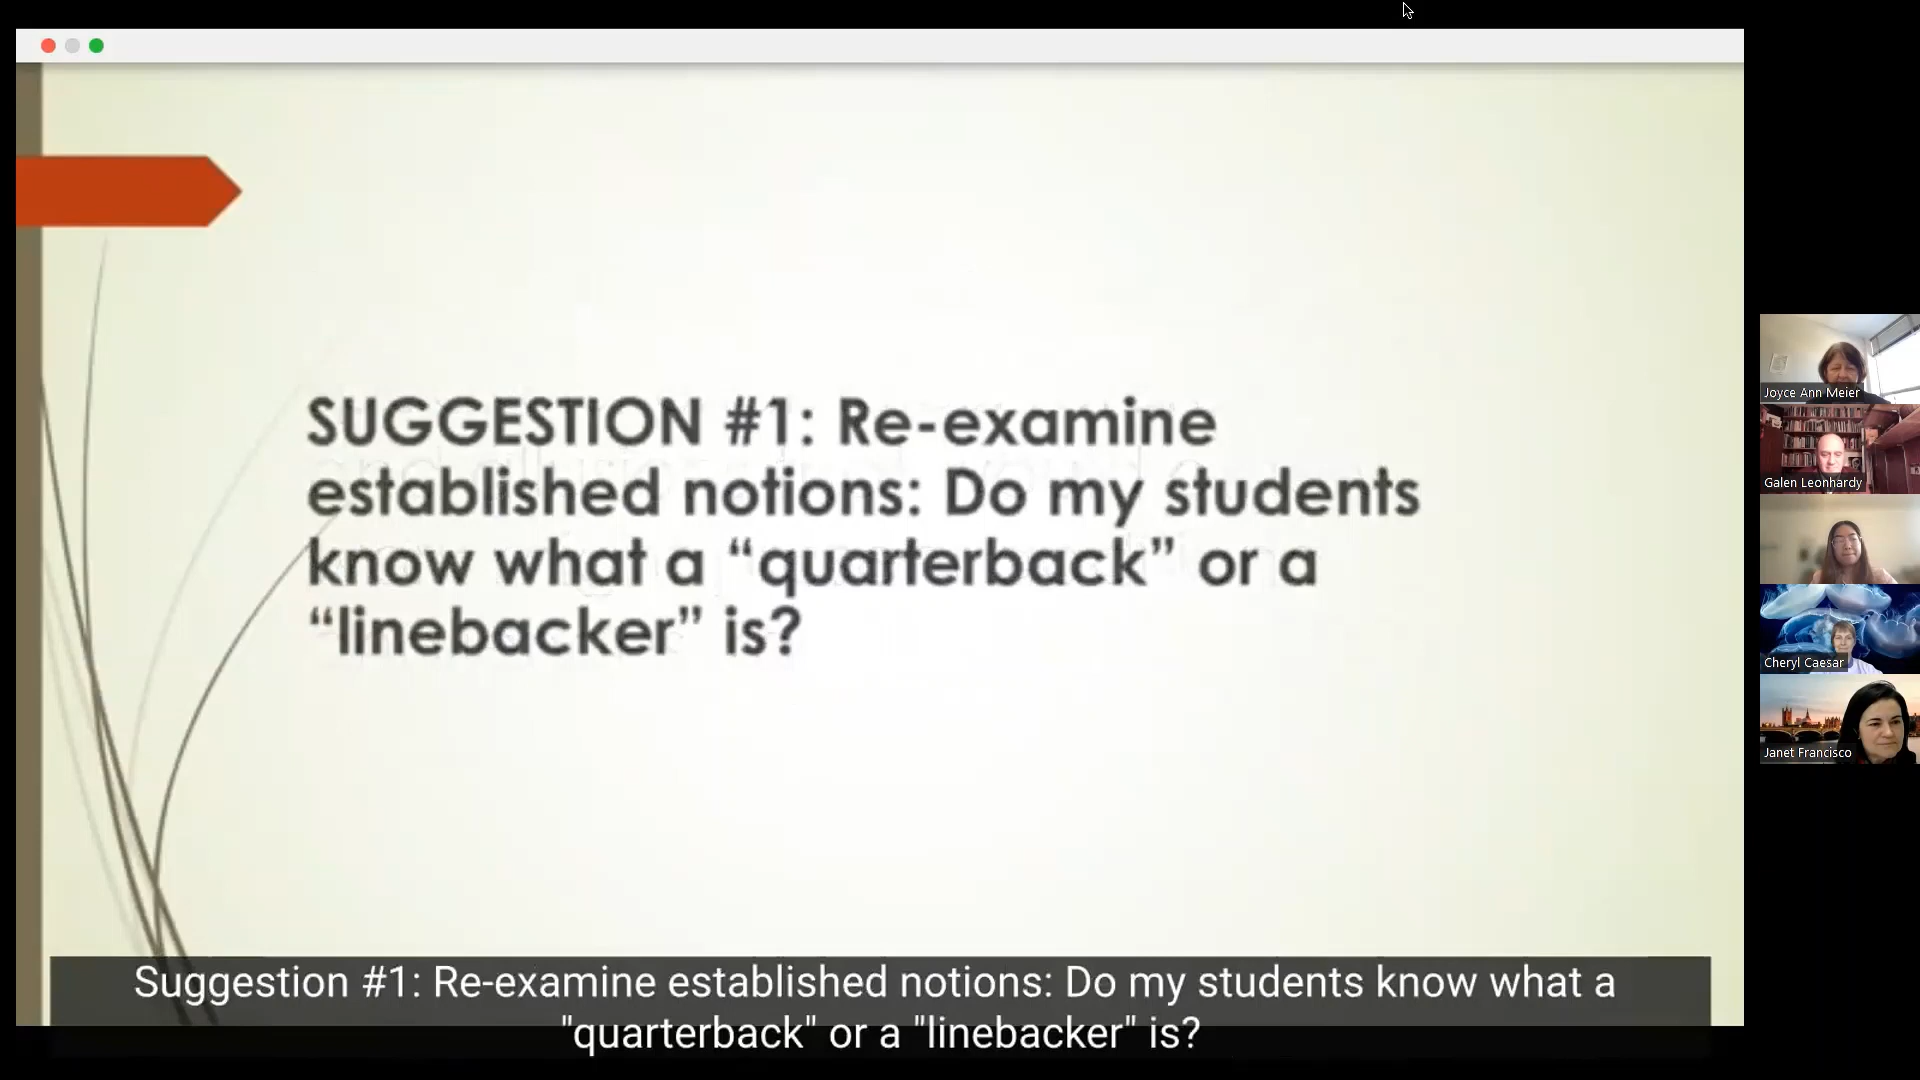 SUGGESTION #1: Re-examine
established notions: Do my students
know what a “quarterback” or a
“linebacker” is?
Suggestion #1: Re-examine established notions: Do my students know what a
"quarterback" or a "linebacker" is?
Joyce Ann Meier
Galen Leonhardy
Cheryl Caesar
Janet Francisco